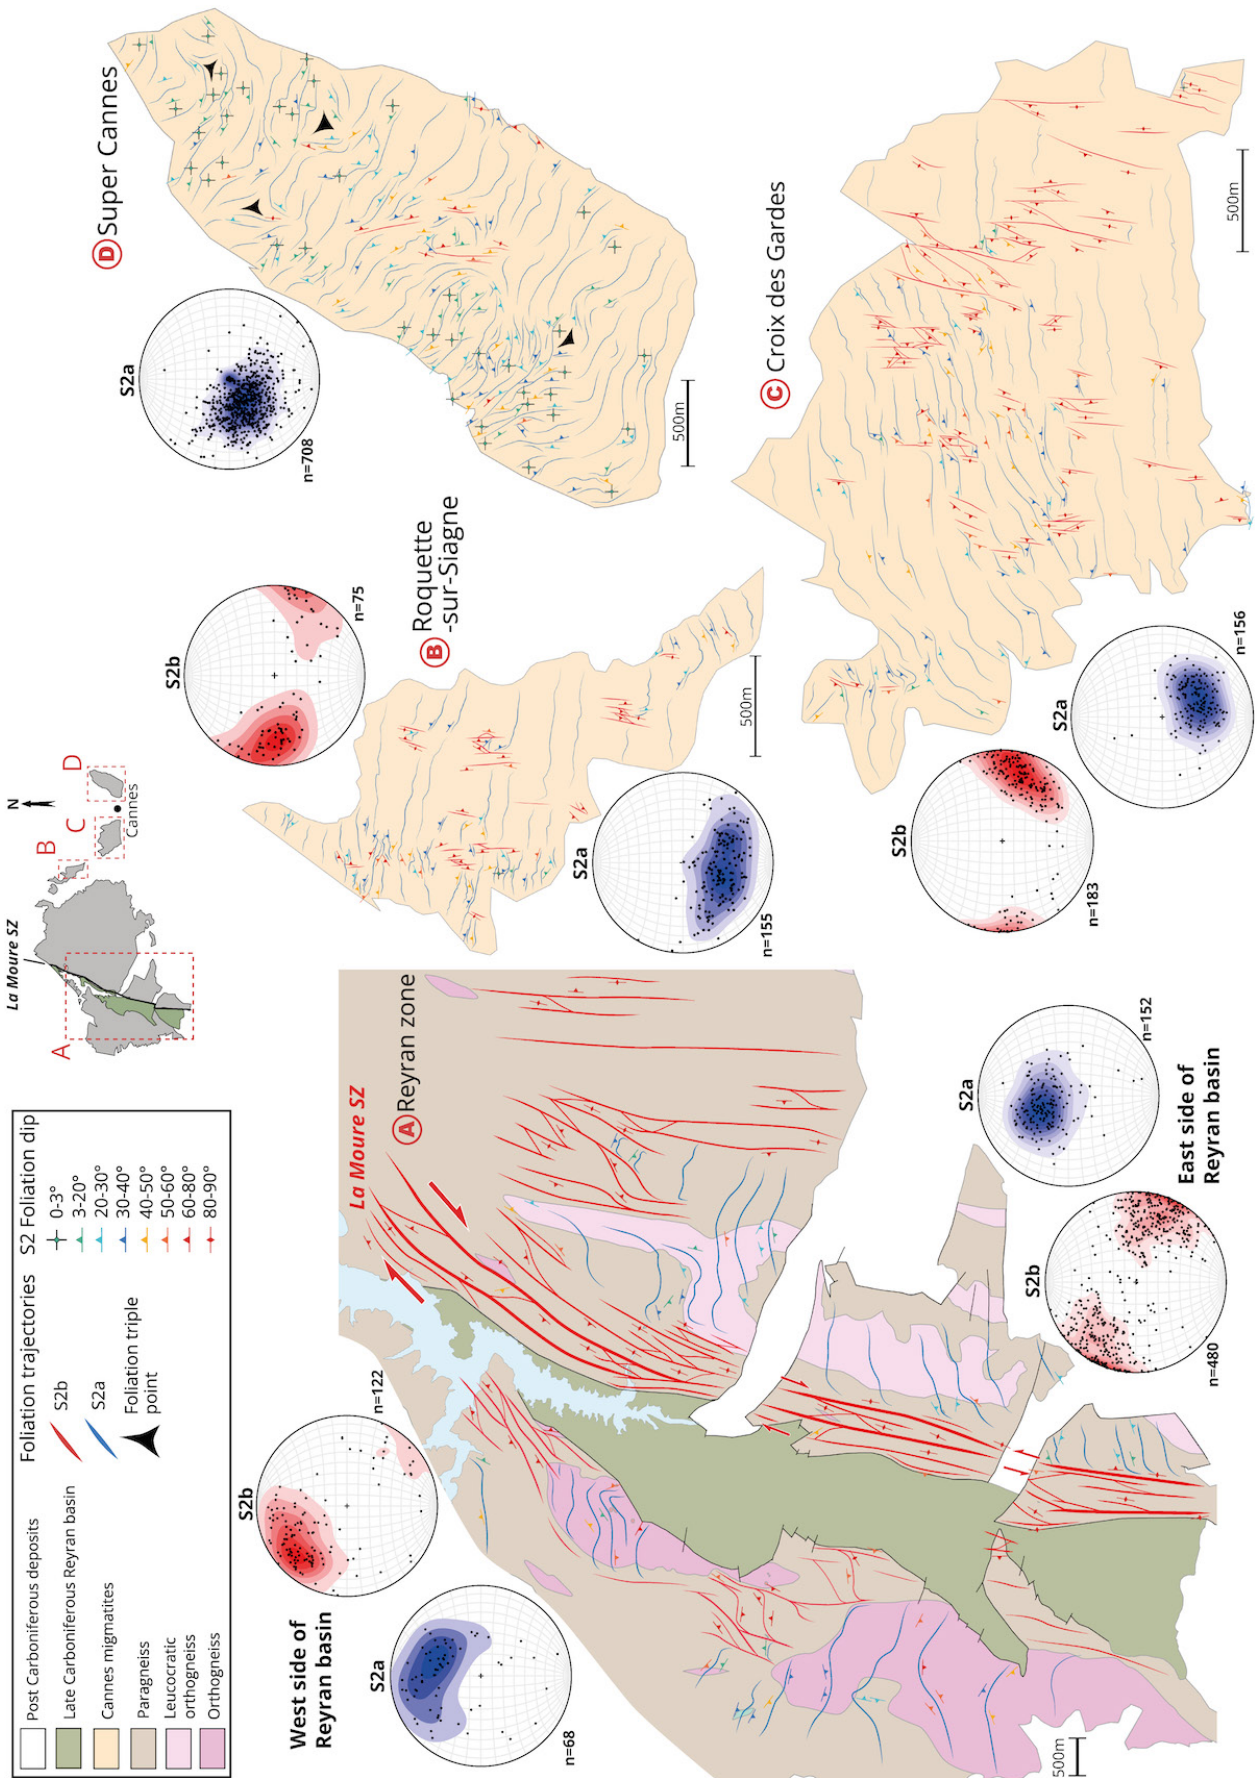 Post Carboniferous deposits
Late Carboniferous Reyran basin
Cannes migmatites
Paragneiss
Leucocratic
orthogneiss
Orthogneiss
Foliation trajectories
S2b
S2a
Foliation triple
point
S2 Foliation dip
0-3°
3-20°
20-30°
30-40°
40-50°
50-60°
60-80°
80-90°
La Moure SZ
N
A
B
C
D
Cannes
West side of
Reyran basin
S2a
n=68
S2b
n=122
La Moure SZ
A Reyran zone
500m
East side of
Reyran basin
S2b
n=480
S2a
n=152
S2b
n=75
B Roquette
-sur-Siagne
500m
S2a
n=155
D Super Cannes
S2a
n=708
500m
C Croix des Gardes
500m
S2b
n=183
S2a
n=156